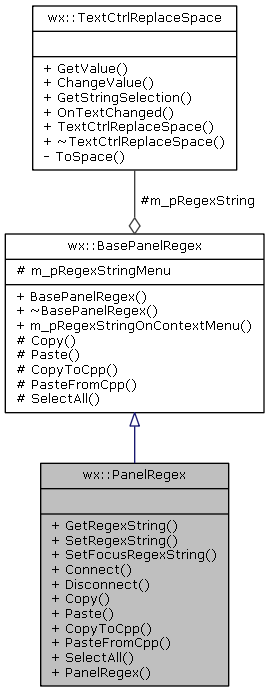 wx::TextCtrlReplaceSpace
+ GetValue()
+ ChangeValue()
+ GetStringSelection()
+ OnTextChanged()
+ TextCtrlReplaceSpace()
+ ~TextCtrlReplaceSpace()
- ToSpace()
#m_pRegexString
wx::BasePanelRegex
# m_pRegexStringMenu
+ BasePanelRegex()
+ ~BasePanelRegex()
+ m_pRegexStringOnContextMenu()
# Copy()
# Paste()
# CopyToCpp()
# PasteFromCpp()
# SelectAll()
wx::PanelRegex
+ GetRegexString()
+ SetRegexString()
+ SetFocusRegexString()
+ Connect()
+ Disconnect()
+ Copy()
+ Paste()
+ CopyToCpp()
+ PasteFromCpp()
+ SelectAll()
+ PanelRegex()